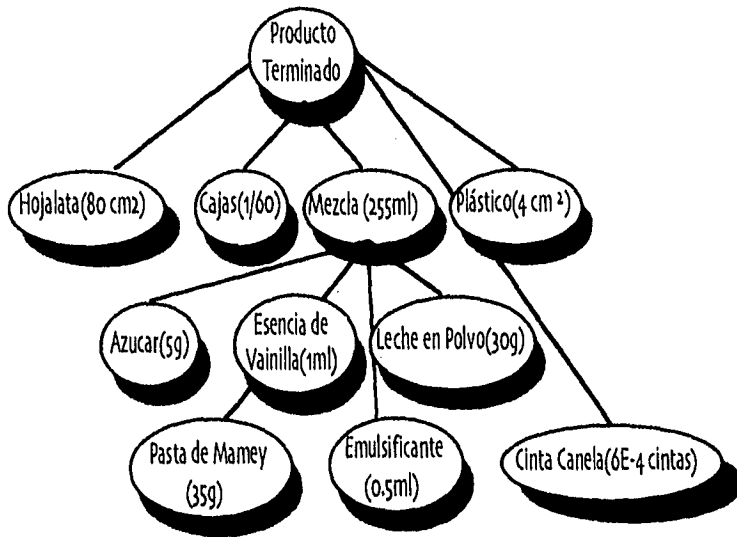 Producto
Terminado
Hojalata(80 cm2)
Cajas(1/60)
Mezcla (255ml)
Plástico(4 cm ²)
Azucar(5g)
Esencia de
Vainilla(1ml)
Leche en Polvo(30g)
Pasta de Mamey
(35g)
Emulsificante
(0.5ml)
Cinta Canela(6E-4 cintas)